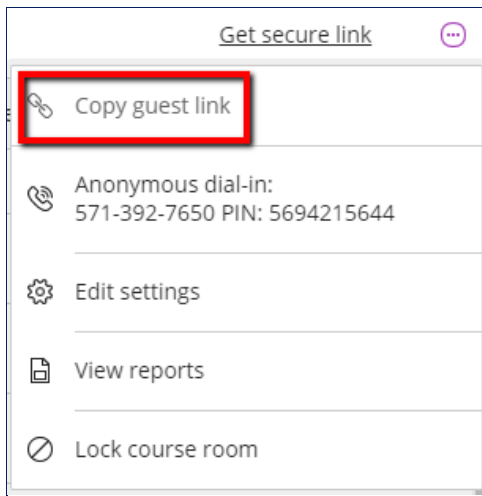 Get secure link
Copy guest link
Anonymous dial-in:
571-392-7650 PIN: 5694215644
Edit settings
View reports
Lock course room